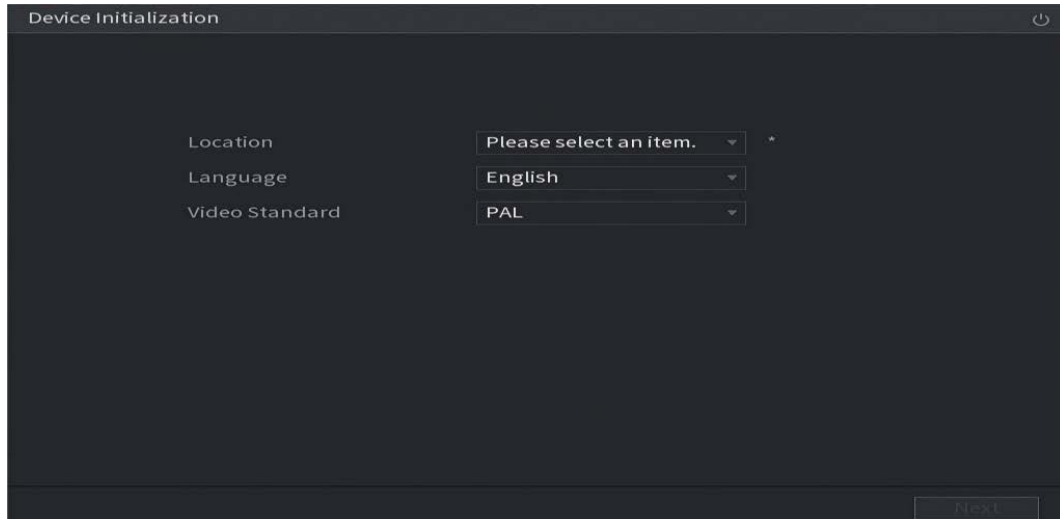 Device Initialization
Location Please select an item. *
Language English
Video Standard PAL
Next